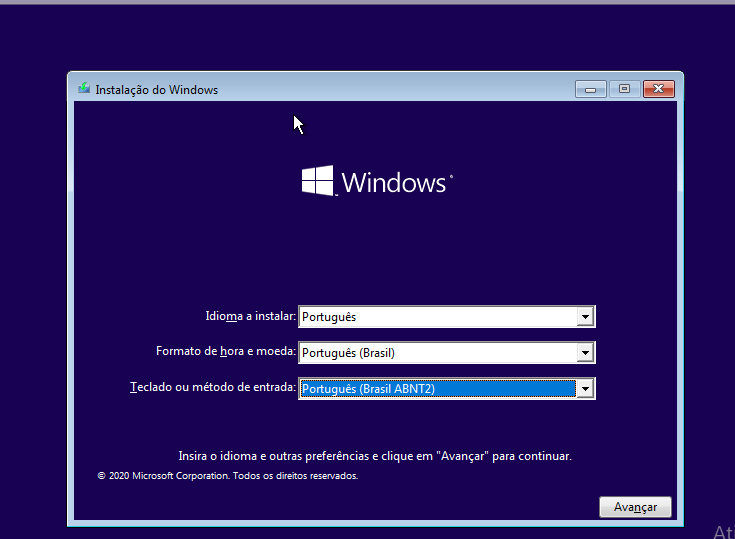 Instalação do Windows
Windows
Idioma a instalar: Português
Formato de hora e moeda: Português (Brasil)
Teclado ou método de entrada: Português (Brasil ABNT2)
Insira o idioma e outras preferências e clique em "Avançar" para continuar.
© 2020 Microsoft Corporation. Todos os direitos reservados.
Avançar